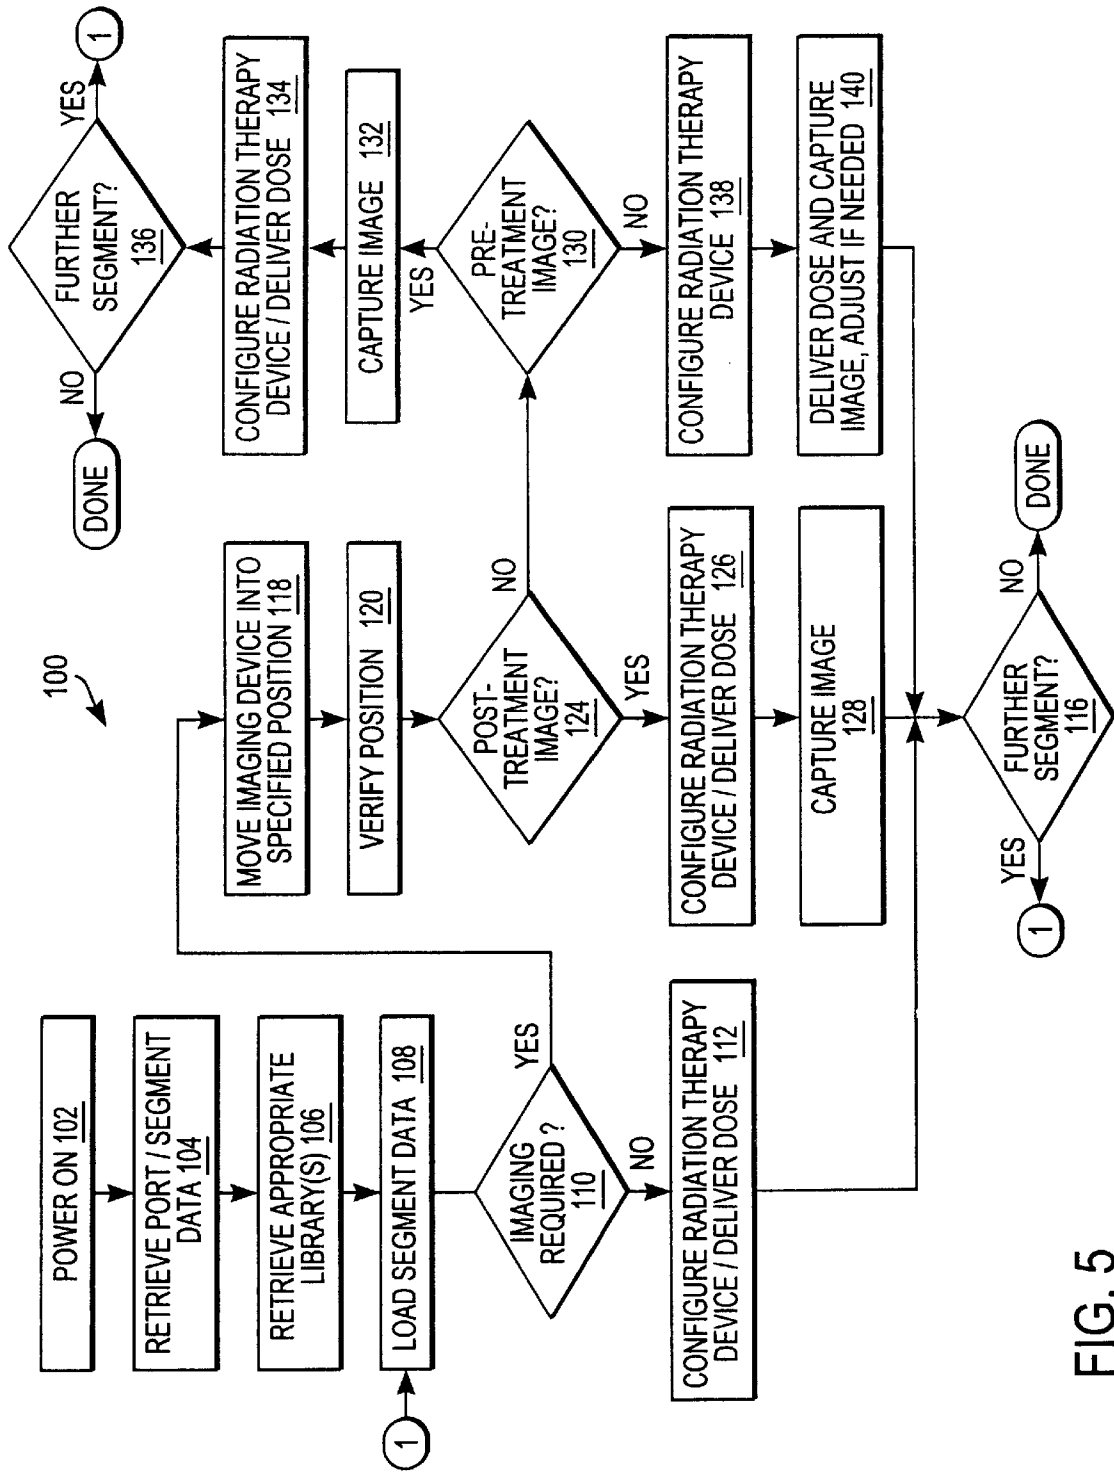 100
POWER ON 102
RETRIEVE PORT / SEGMENT
DATA 104
RETRIEVE APPROPRIATE
LIBRARY(S) 106
1
LOAD SEGMENT DATA 108
IMAGING
REQUIRED ?
110
YES
NO
CONFIGURE RADIATION THERAPY
DEVICE / DELIVER DOSE 112
MOVE IMAGING DEVICE INTO
SPECIFIED POSITION 118
VERIFY POSITION 120
POST-
TREATMENT
IMAGE?
124
NO
YES
CONFIGURE RADIATION THERAPY
DEVICE / DELIVER DOSE 126
CAPTURE IMAGE
128
FURTHER
SEGMENT?
116
YES
1
NO
DONE
FURTHER
SEGMENT?
136
NO
DONE
YES
1
CONFIGURE RADIATION THERAPY
DEVICE / DELIVER DOSE 134
CAPTURE IMAGE 132
YES
PRE-
TREATMENT
IMAGE?
130
NO
CONFIGURE RADIATION THERAPY
DEVICE 138
DELIVER DOSE AND CAPTURE
IMAGE, ADJUST IF NEEDED 140
FIG. 5